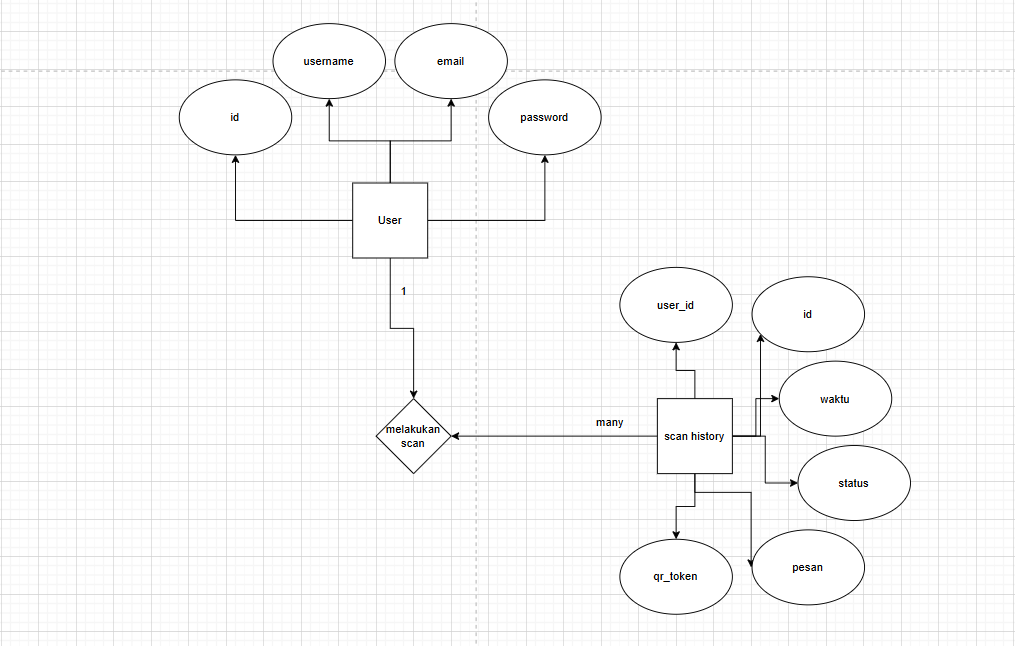 username
email
id
password
User
1
user_id
id
waktu
many
melakukan
scan
scan history
status
pesan
qr_token